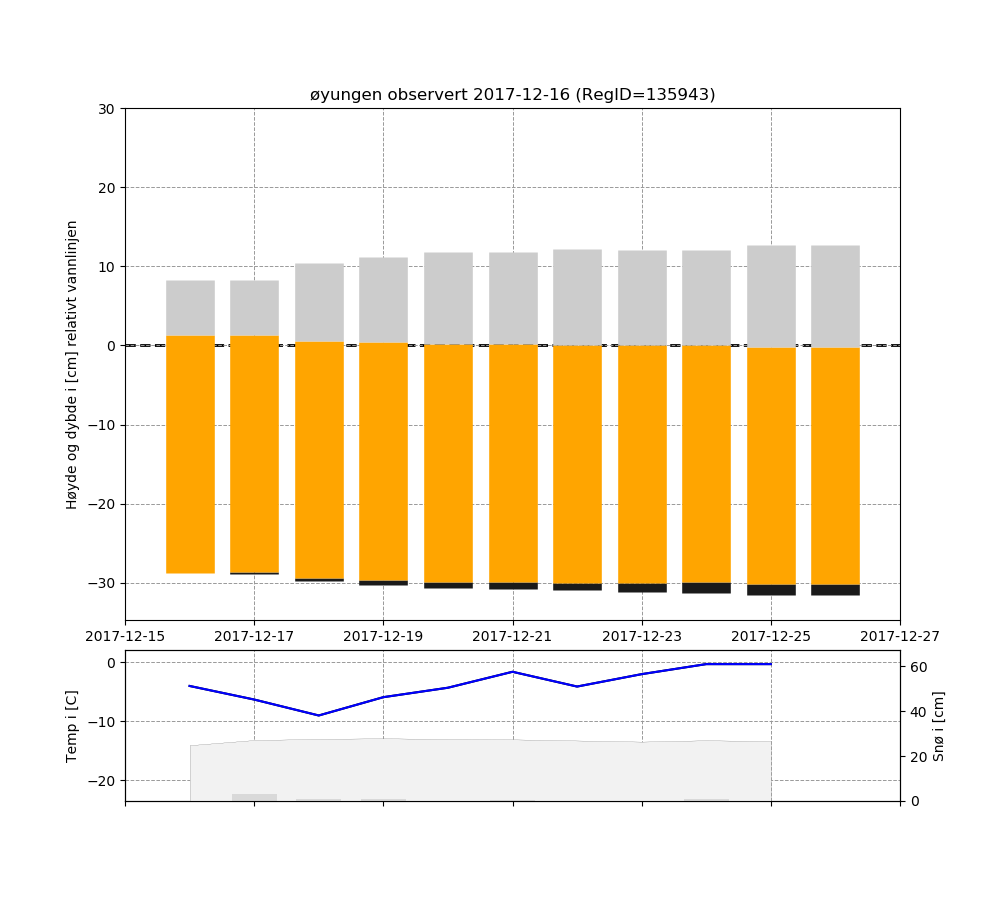 øyungen observert 2017-12-16 (RegID=135943)
30
20
10
0
−10
−20
−30
Høyde og dybde i [cm] relativt vannlinjen
2017-12-15 2017-12-17 2017-12-19 2017-12-21 2017-12-23 2017-12-25 2017-12-27
0
−10
−20
Temp i [C]
60
40
20
0
Snø i [cm]